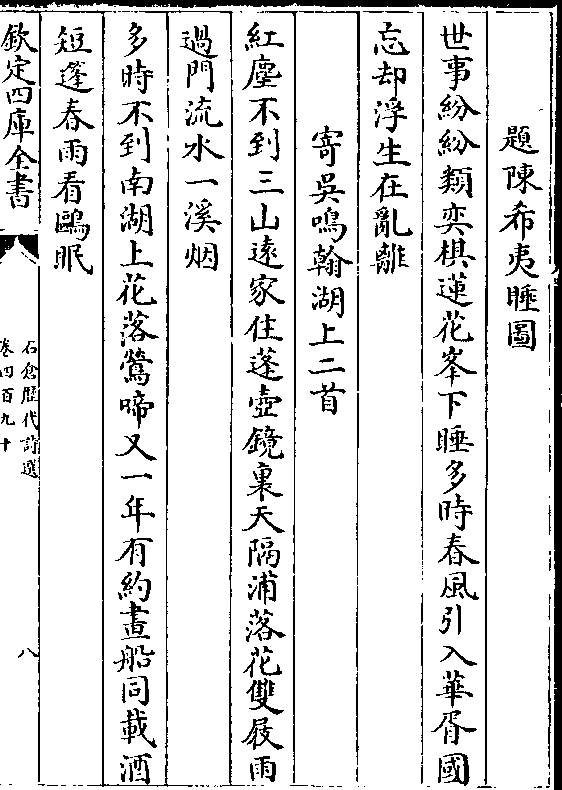 題陳希夷睡圖
世事紛紛類奕棋蓮花峯下睡多時春風引入華胥國
忘却浮生在亂離
寄吳鳴翰湖上二首
紅塵不到三山遠家住蓬壺鏡裏天隔浦落花雙屐雨
過門流水一溪烟
多時不到南湖上花落鶯啼又一年有約畫船同載酒
短篷春雨看鷗眠
欽定四庫全書
石倉歷代詩選
卷四百九十
八